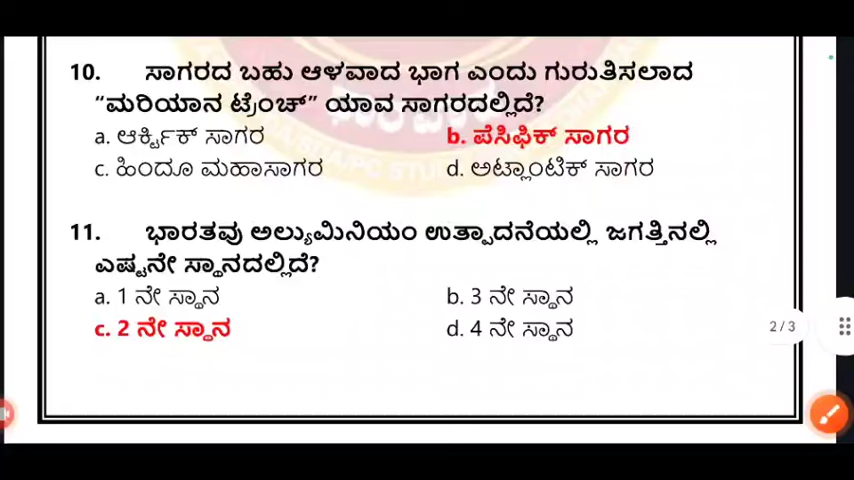 10. ಸಾಗರದ ಬಹು ಆಳವಾದ ಭಾಗ ಎಂದು ಗುರುತಿಸಲಾದ
“ಮರಿಯಾನ ಟ್ರೆಂಚ್” ಯಾವ ಸಾಗರದಲ್ಲಿದೆ?
a. ಆರ್ಕ್ಟಿಕ್ ಸಾಗರ b. ಪೆಸಿಫಿಕ್ ಸಾಗರ
c. ಹಿಂದೂ ಮಹಾಸಾಗರ d. ಅಟ್ಲಾಂಟಿಕ್ ಸಾಗರ
11. ಭಾರತವು ಅಲ್ಯುಮಿನಿಯಂ ಉತ್ಪಾದನೆಯಲ್ಲಿ ಜಗತ್ತಿನಲ್ಲಿ
ಎಷ್ಟನೇ ಸ್ಥಾನದಲ್ಲಿದೆ?
a. 1 ನೇ ಸ್ಥಾನ b. 3 ನೇ ಸ್ಥಾನ
c. 2 ನೇ ಸ್ಥಾನ d. 4 ನೇ ಸ್ಥಾನ
2/3